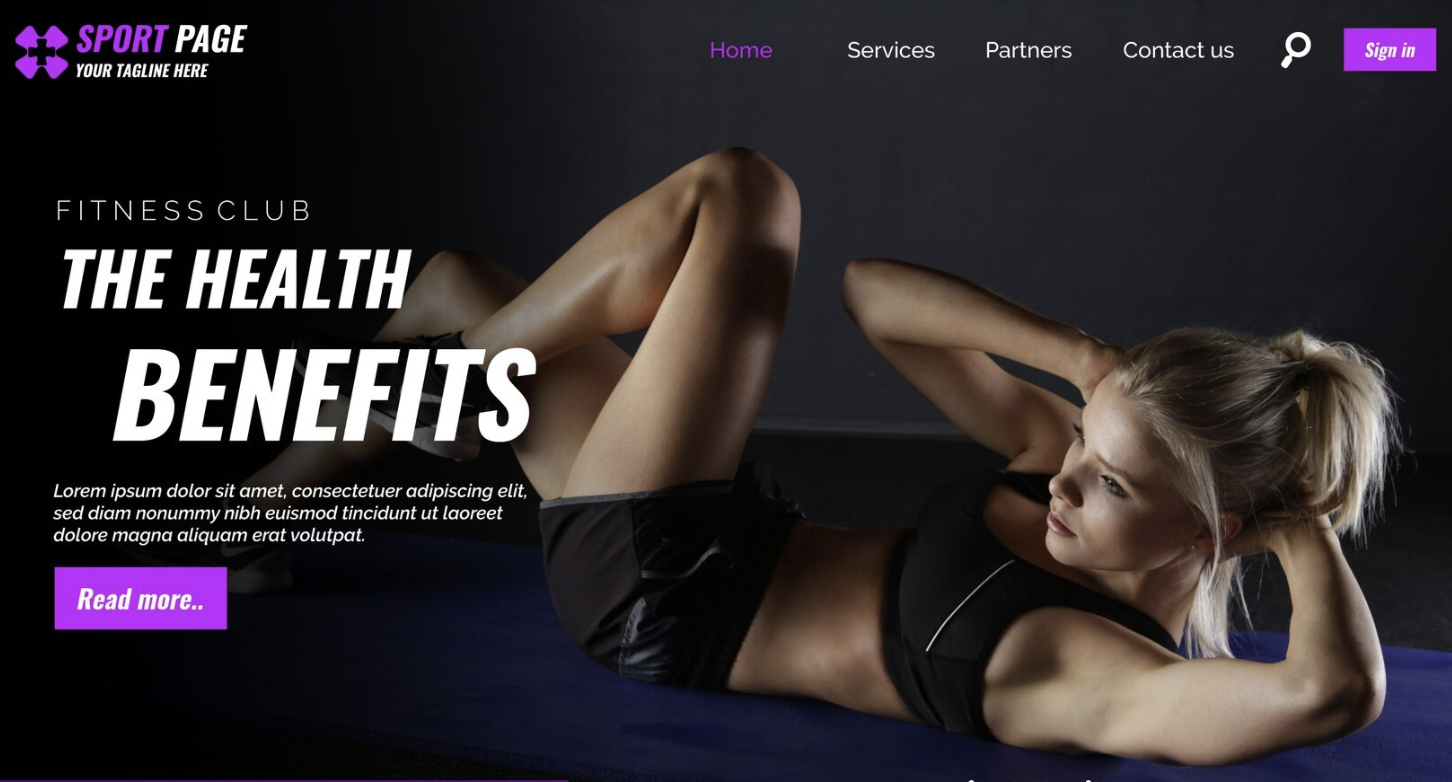 SPORT PAGE
YOUR TAGLINE HERE
Home Services Partners Contact us Sign in
FITNESS CLUB
THE HEALTH
BENEFITS
Lorem ipsum dolor sit amet, consectetuer adipiscing elit,
sed diam nonummy nibh euismod tincidunt ut laoreet
dolore magna aliquam erat volutpat.
Read more..